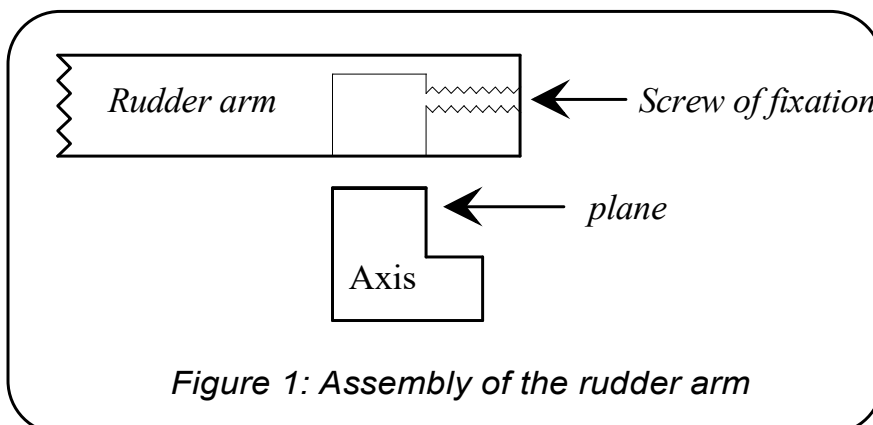 Rudder arm
Screw of fixation
plane
Axis
Figure 1: Assembly of the rudder arm